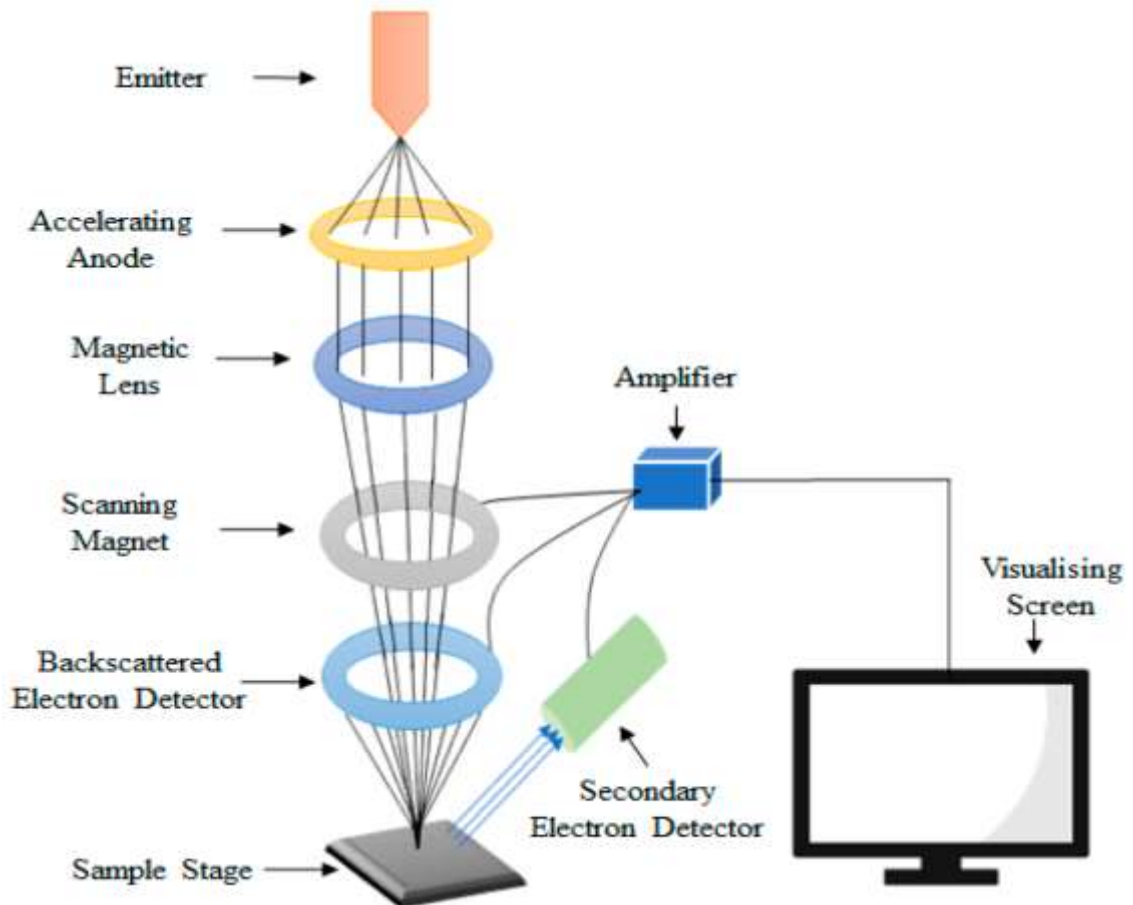 Emitter
Accelerating
Anode
Magnetic
Lens
Amplifier
Scanning
Magnet
Visualising
Screen
Backscattered
Electron Detector
Secondary
Electron Detector
Sample Stage